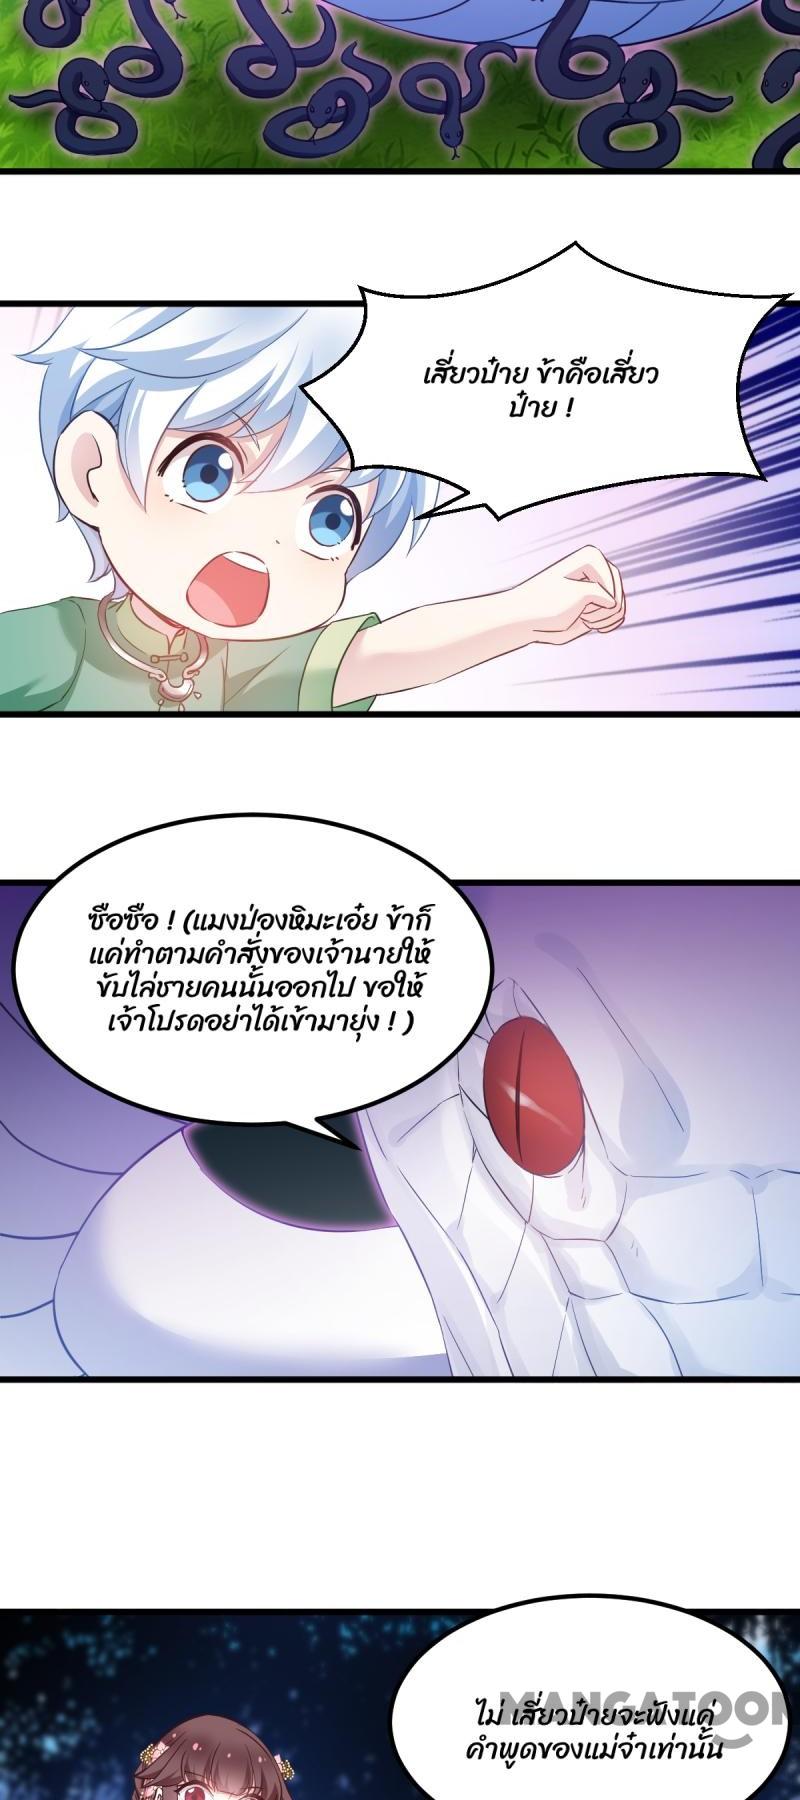 เสี่ยวป๋าย ข้าคือเสี่ยว
ป๋าย !
ซือซือ ! (แมงป่องหิมะเอ๋ย ข้าก็
แค่ทำตามคำสั่งของเจ้านายให้
ขับไล่ชายคนนั้นออกไป ขอให้
เจ้าโปรดอย่าได้เข้ามายุ่ง ! )
MANGATOON
ไม่ เสี่ยวป๋ายจะฟังแค่
คำพูดของแม่จ๋าเท่านั้น